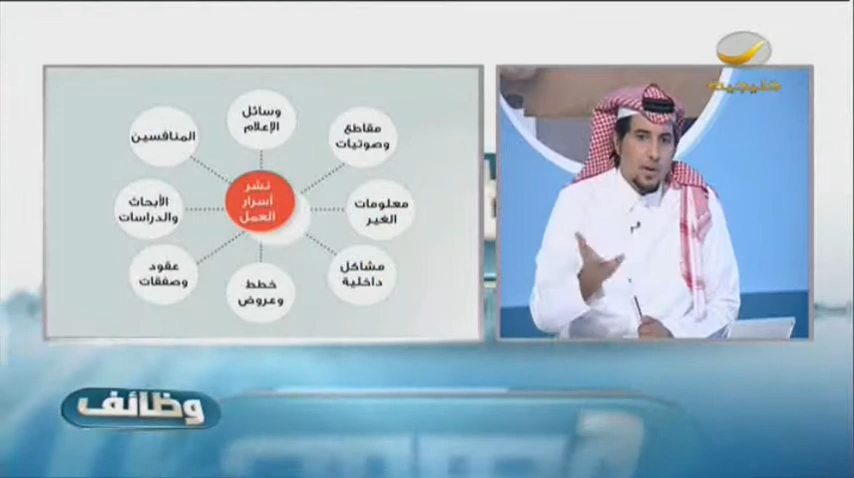 خليجية
وسائل
الإعلام
مقاطع
وصوتيات
معلومات
الغير
مشاكل
داخلية
خطط
وعروض
عقود
وصفقات
الأبحاث
والدراسات
المنافسين
نشر
أسرار
العمل
وظائف